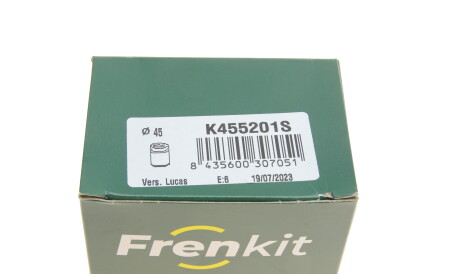 Ø 45
K455201S
8 435600 307051
Vers. Lucas E:6 19/07/2023
Frenkit